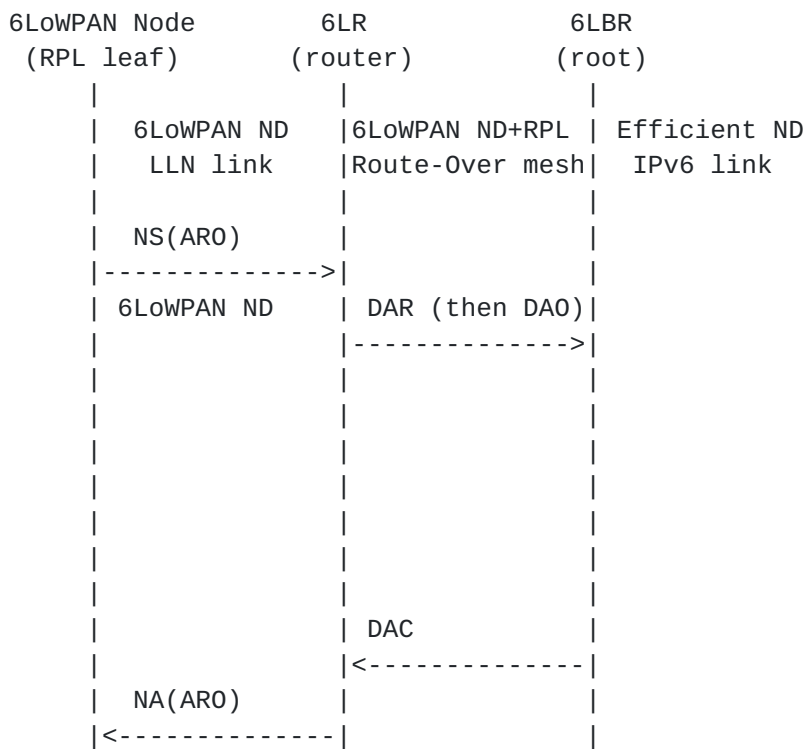 6LoWPAN Node 6LR 6LBR
(RPL leaf) (router) (root)
6LoWPAN ND 6LoWPAN ND+RPL Efficient ND
LLN link Route-Over mesh IPv6 link
NS(ARO)
6LoWPAN ND DAR (then DAO)
DAC
NA(ARO)